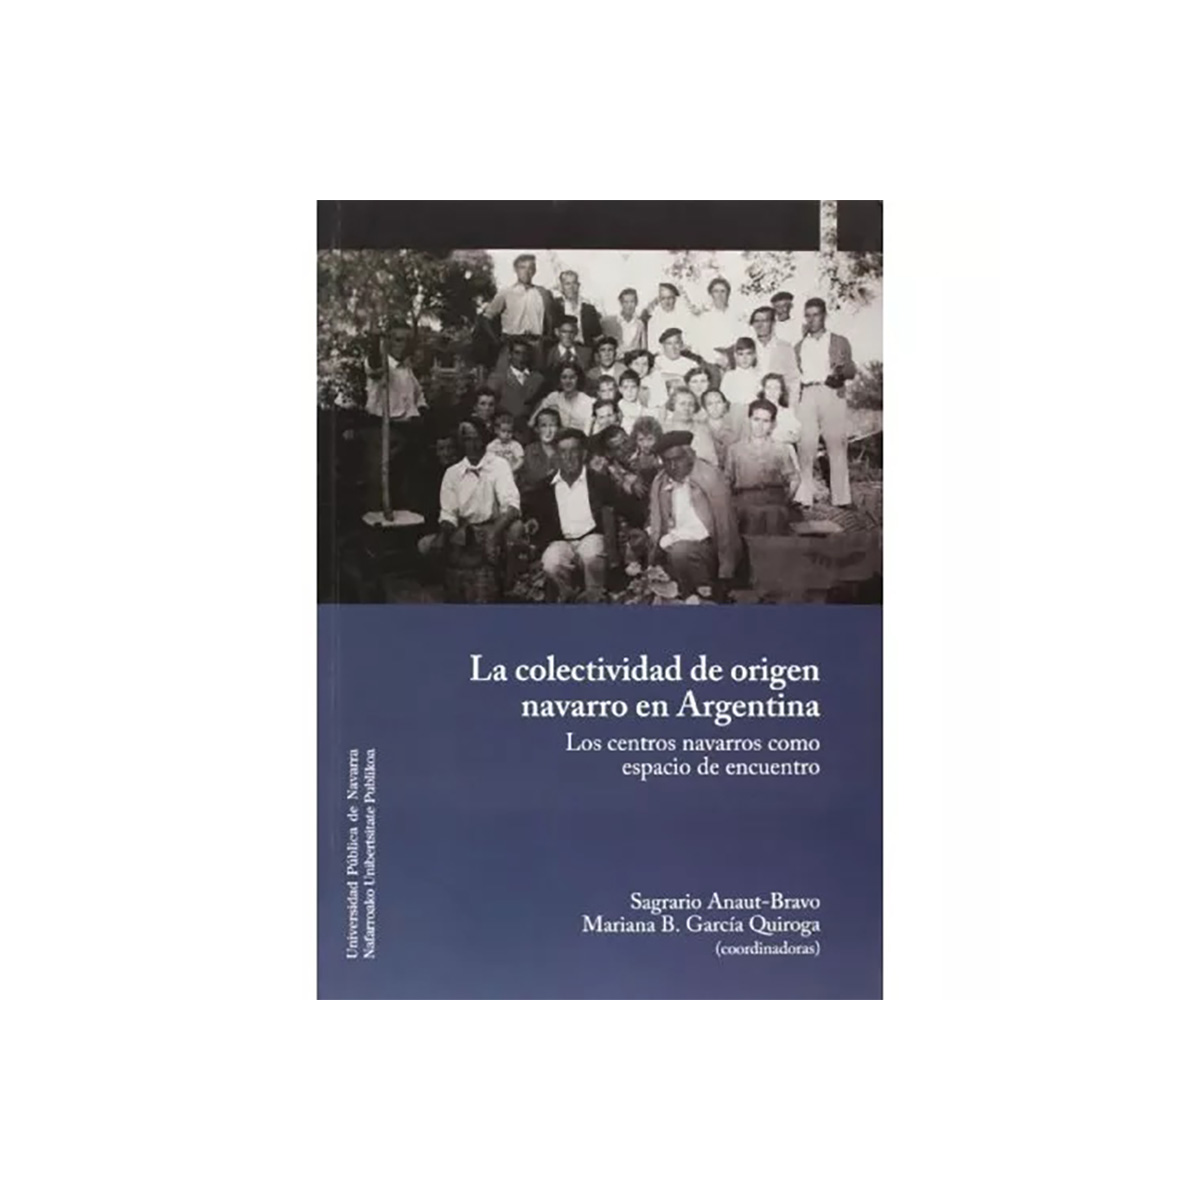 La colectividad de origen
navarro en Argentina
Los centros navarros como
espacio de encuentro
Universidad Pública de Navarra
Nafarroako Unibertsitate Publikoa
Sagrario Anaut-Bravo
Mariana B. García Quiroga
(coordinadoras)